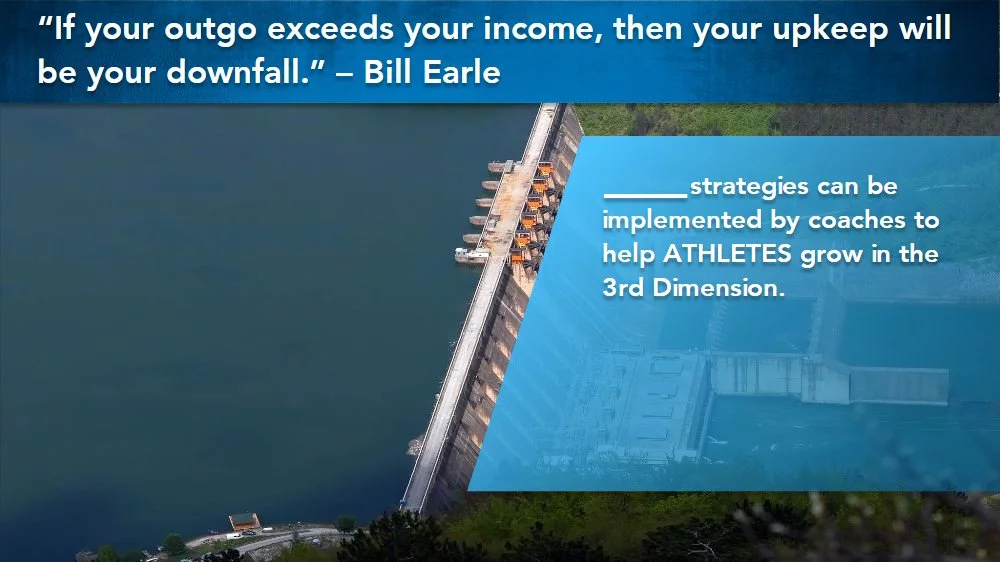 “If your outgo exceeds your income, then your upkeep will
be your downfall.” – Bill Earle
______strategies can be
implemented by coaches to
help ATHLETES grow in the
3rd Dimension.